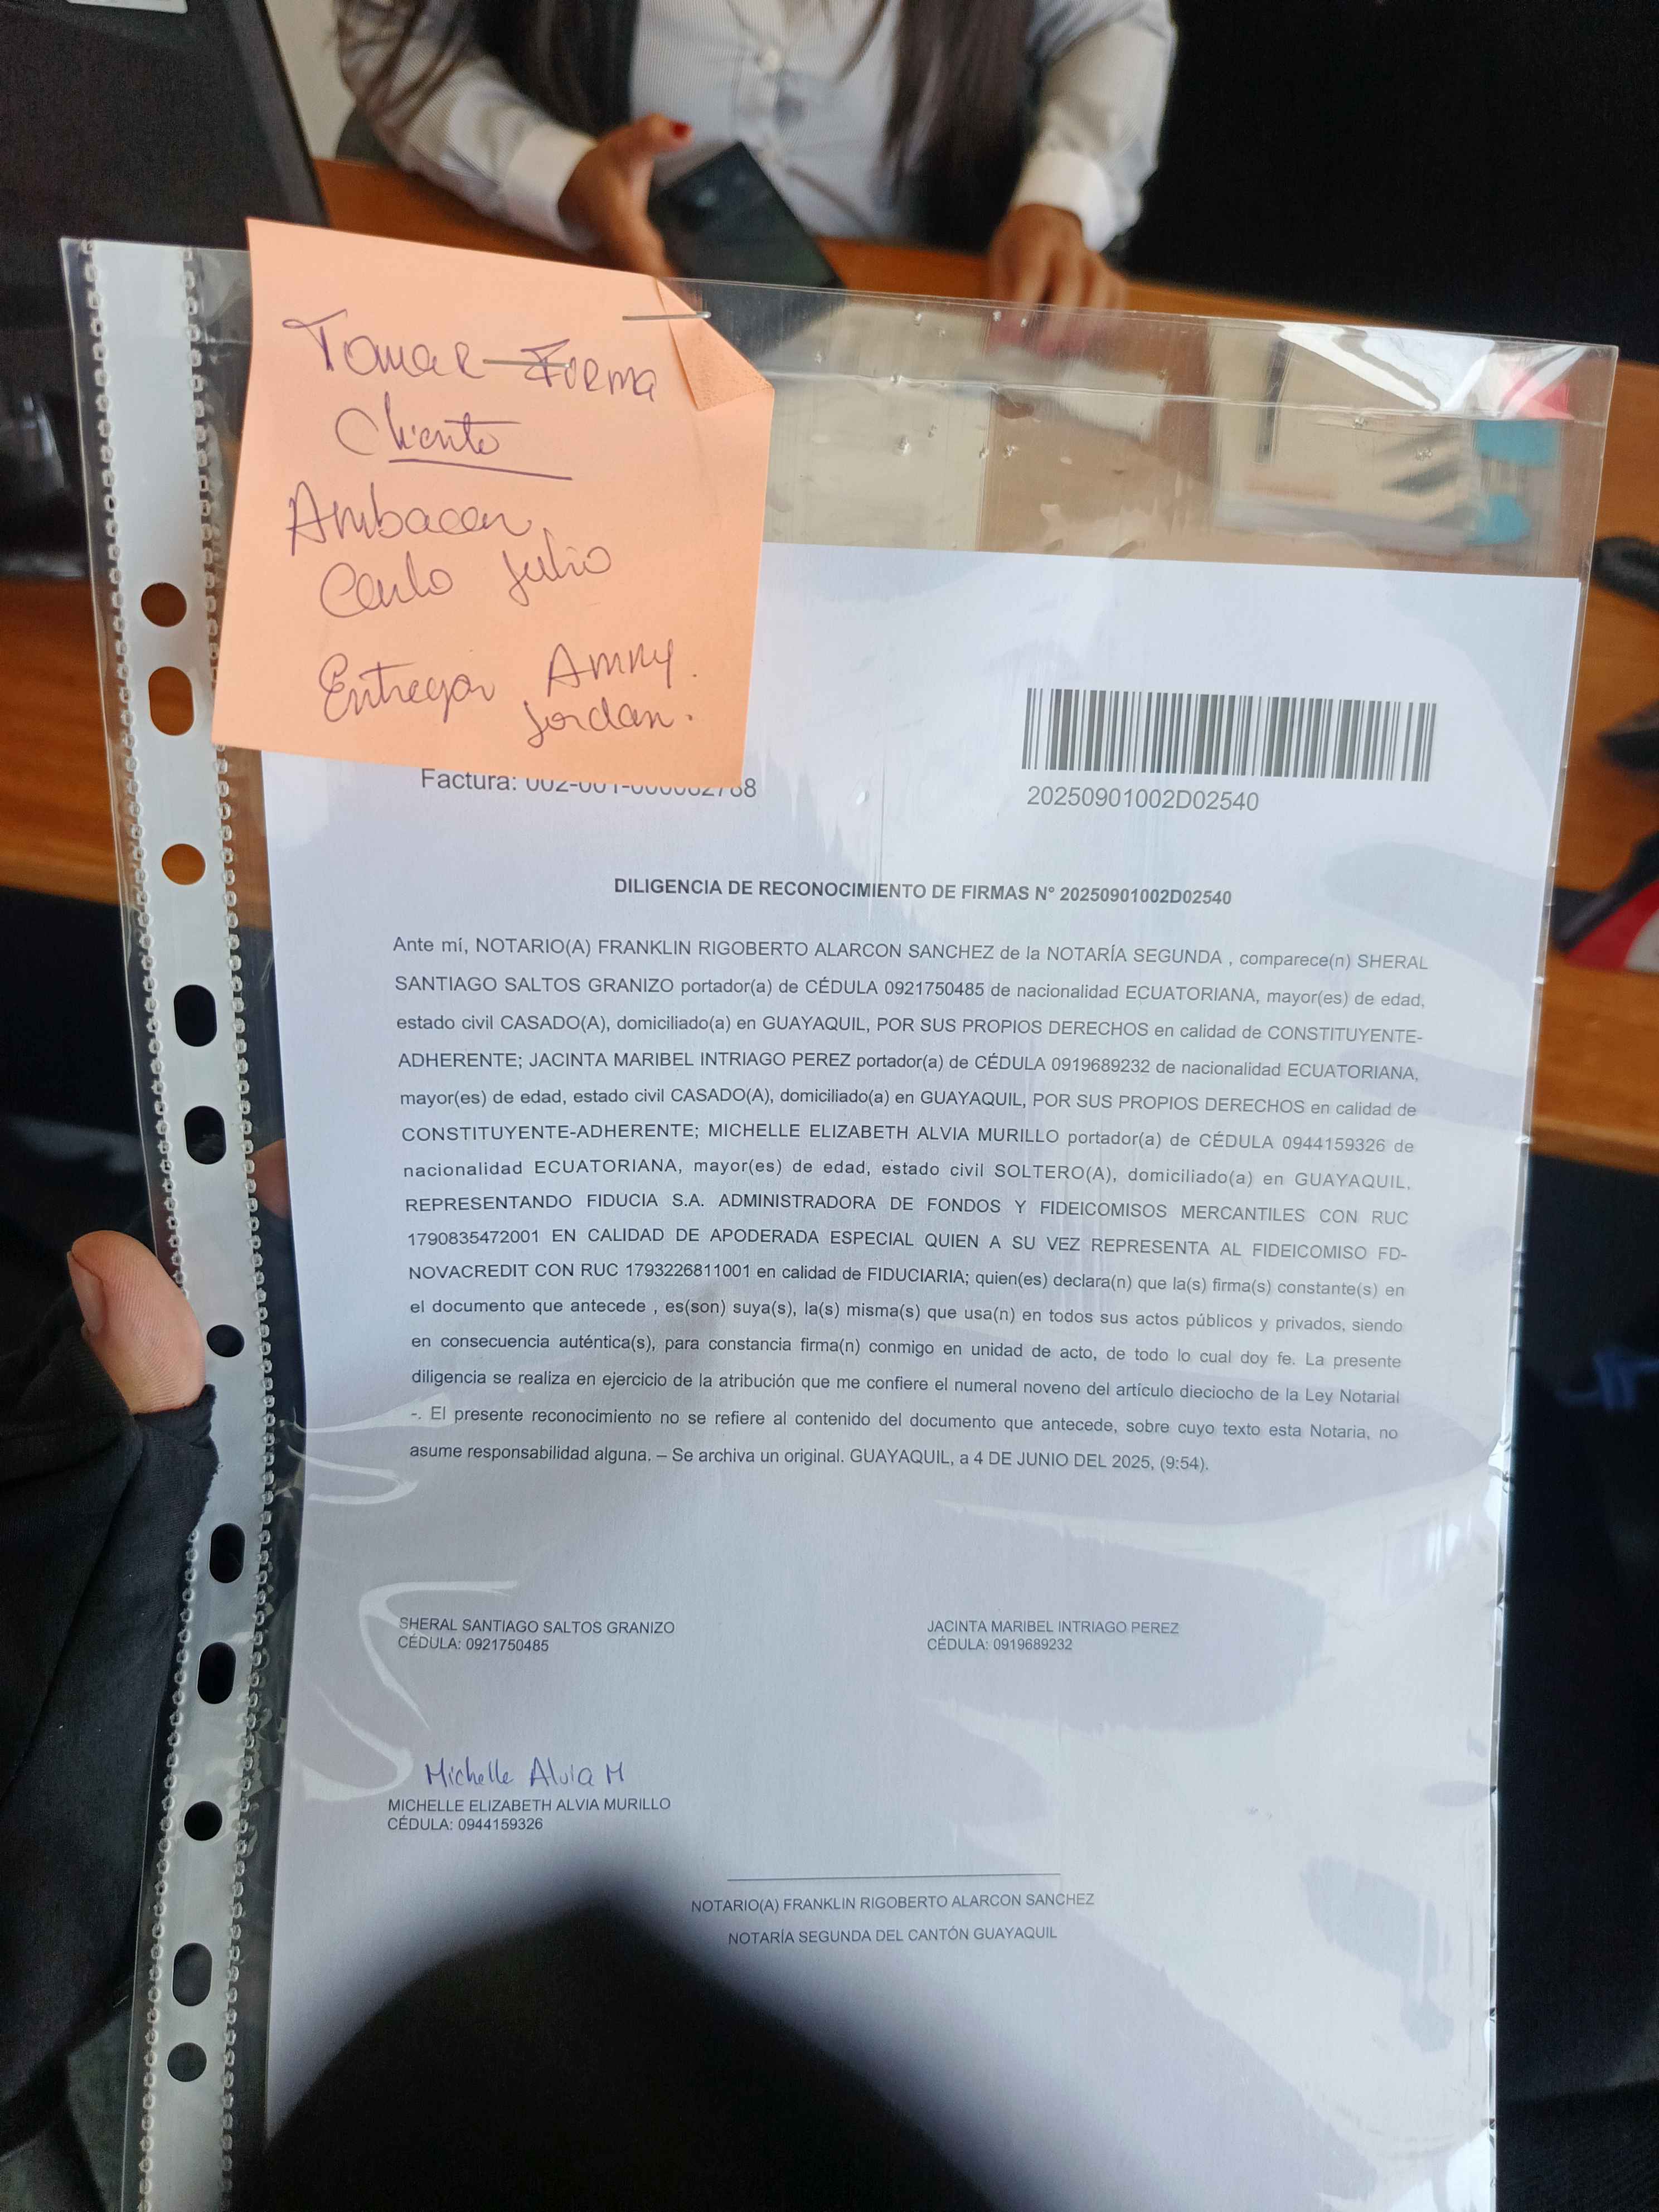 Tomar Firma
Cliente
Ambacar
Carlo Julio
Entregar Amny.
Jordan.
Factura: 002-001-000062768
20250901002D02540
DILIGENCIA DE RECONOCIMIENTO DE FIRMAS N° 20250901002D02540
Ante mí, NOTARIO(A) FRANKLIN RIGOBERTO ALARCON SANCHEZ de la NOTARÍA SEGUNDA , comparece(n) SHERAL
SANTIAGO SALTOS GRANIZO portador(a) de CÉDULA 0921750485 de nacionalidad ECUATORIANA, mayor(es) de edad,
estado civil CASADO(A), domiciliado(a) en GUAYAQUIL, POR SUS PROPIOS DERECHOS en calidad de CONSTITUYENTE-
ADHERENTE; JACINTA MARIBEL INTRIAGO PEREZ portador(a) de CÉDULA 0919689232 de nacionalidad ECUATORIANA,
mayor(es) de edad, estado civil CASADO(A), domiciliado(a) en GUAYAQUIL, POR SUS PROPIOS DERECHOS en calidad de
CONSTITUYENTE-ADHERENTE; MICHELLE ELIZABETH ALVIA MURILLO portador(a) de CÉDULA 0944159326 de
nacionalidad ECUATORIANA, mayor(es) de edad, estado civil SOLTERO(A), domiciliado(a) en GUAYAQUIL,
REPRESENTANDO FIDUCIA S.A. ADMINISTRADORA DE FONDOS Y FIDEICOMISOS MERCANTILES CON RUC
1790835472001 EN CALIDAD DE APODERADA ESPECIAL QUIEN A SU VEZ REPRESENTA AL FIDEICOMISO FD-
NOVACREDIT CON RUC 1793226811001 en calidad de FIDUCIARIA; quien(es) declara(n) que la(s) firma(s) constante(s) en
el documento que antecede , es(son) suya(s), la(s) misma(s) que usa(n) en todos sus actos públicos y privados, siendo
en consecuencia auténtica(s), para constancia firma(n) conmigo en unidad de acto, de todo lo cual doy fe. La presente
diligencia se realiza en ejercicio de la atribución que me confiere el numeral noveno del artículo dieciocho de la Ley Notarial
-. El presente reconocimiento no se refiere al contenido del documento que antecede, sobre cuyo texto esta Notaria, no
asume responsabilidad alguna. – Se archiva un original. GUAYAQUIL, a 4 DE JUNIO DEL 2025, (9:54).
SHERAL SANTIAGO SALTOS GRANIZO
CÉDULA: 0921750485
JACINTA MARIBEL INTRIAGO PEREZ
CÉDULA: 0919689232
Michelle Alvia M
MICHELLE ELIZABETH ALVIA MURILLO
CÉDULA: 0944159326
NOTARIO(A) FRANKLIN RIGOBERTO ALARCON SANCHEZ
NOTARÍA SEGUNDA DEL CANTÓN GUAYAQUIL